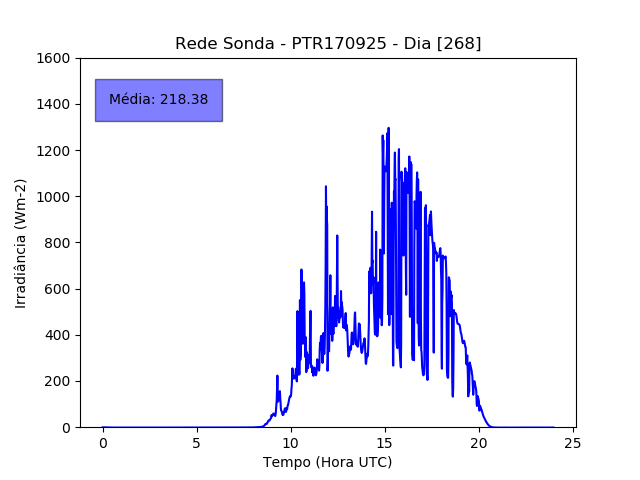 Rede Sonda - PTR170925 - Dia [268]
1600
1400
1200
1000
800
600
400
200
0
Média: 218.38
Irradiância (Wm-2)
0 5 10 15 20 25
Tempo (Hora UTC)